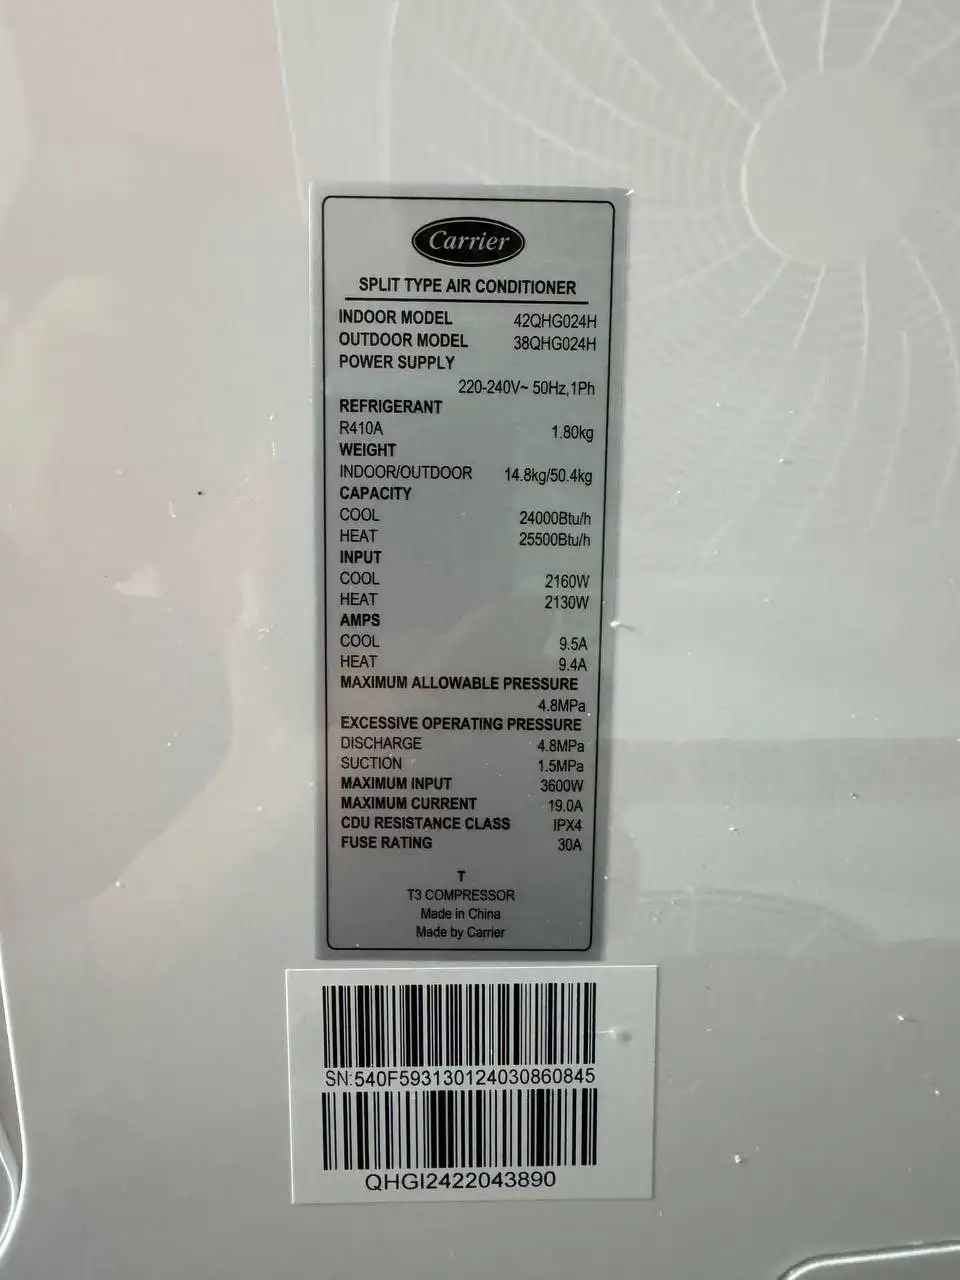 Carrier
SPLIT TYPE AIR CONDITIONER
INDOOR MODEL 42QHG024H
OUTDOOR MODEL 38QHG024H
POWER SUPPLY
220-240V~ 50Hz,1Ph
REFRIGERANT
R410A 1.80kg
WEIGHT
INDOOR/OUTDOOR 14.8kg/50.4kg
CAPACITY
COOL 24000Btu/h
HEAT 25500Btu/h
INPUT
COOL 2160W
HEAT 2130W
AMPS
COOL 9.5A
HEAT 9.4A
MAXIMUM ALLOWABLE PRESSURE
4.8MPa
EXCESSIVE OPERATING PRESSURE
DISCHARGE 4.8MPa
SUCTION 1.5MPa
MAXIMUM INPUT 3600W
MAXIMUM CURRENT 19.0A
CDU RESISTANCE CLASS IPX4
FUSE RATING 30A
T
T3 COMPRESSOR
Made in China
Made by Carrier
SN:540F593130124030860845
QHGI2422043890